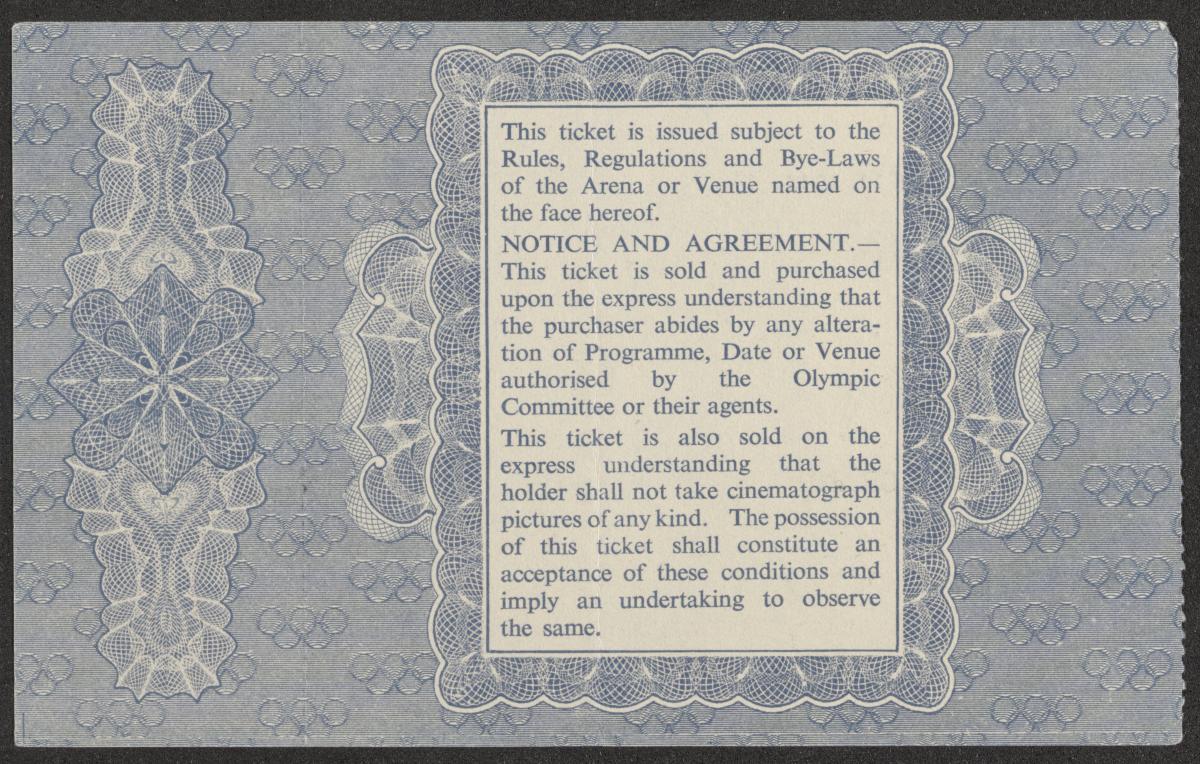 This ticket is issued subject to the
Rules, Regulations and Bye-Laws
of the Arena or Venue named on
the face hereof.
NOTICE AND AGREEMENT.—
This ticket is sold and purchased
upon the express understanding that
the purchaser abides by any altera-
tion of Programme, Date or Venue
authorised by the Olympic
Committee or their agents.
This ticket is also sold on the
express understanding that the
holder shall not take cinematograph
pictures of any kind. The possession
of this ticket shall constitute an
acceptance of these conditions and
imply an undertaking to observe
the same.